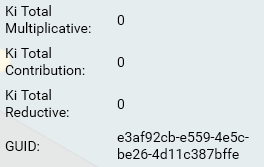 Ki Total
Multiplicative: 0
Ki Total
Contribution: 0
Ki Total
Reductive: 0
GUID: e3af92cb-e559-4e5c-
be26-4d11c387bffe